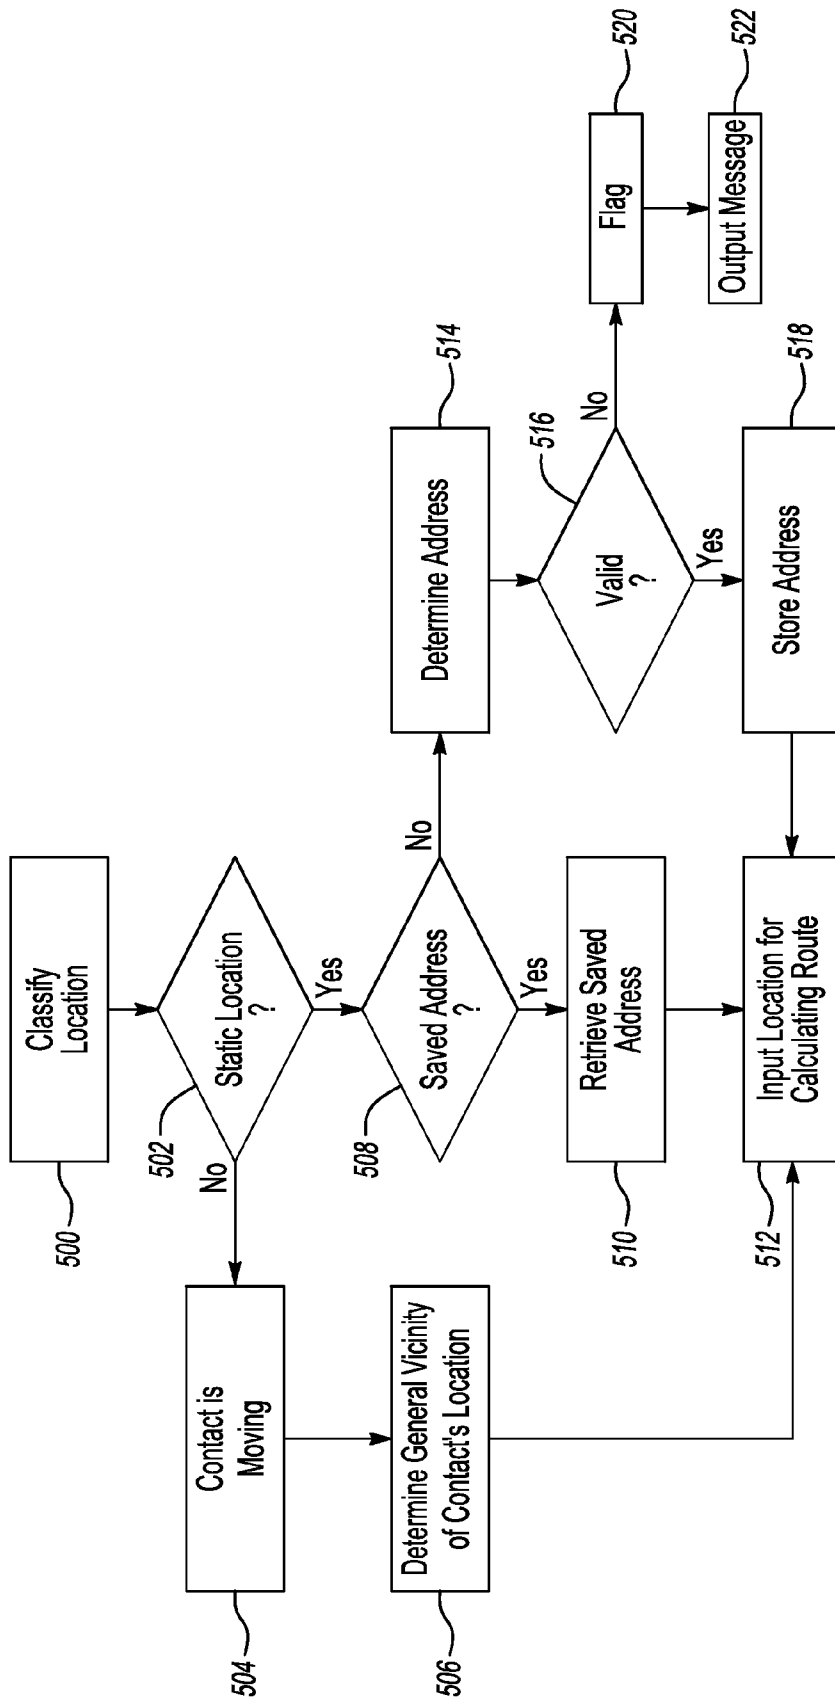 500
Classify
Location
502
Static Location
?
No
Yes
504
Contact is
Moving
506
Determine General Vicinity
of Contact's Location
508
Saved Address
?
No
Yes
510
Retrieve Saved
Address
512
Input Location for
Calculating Route
514
Determine Address
516
Valid
?
No
Yes
518
Store Address
520
Flag
522
Output Message